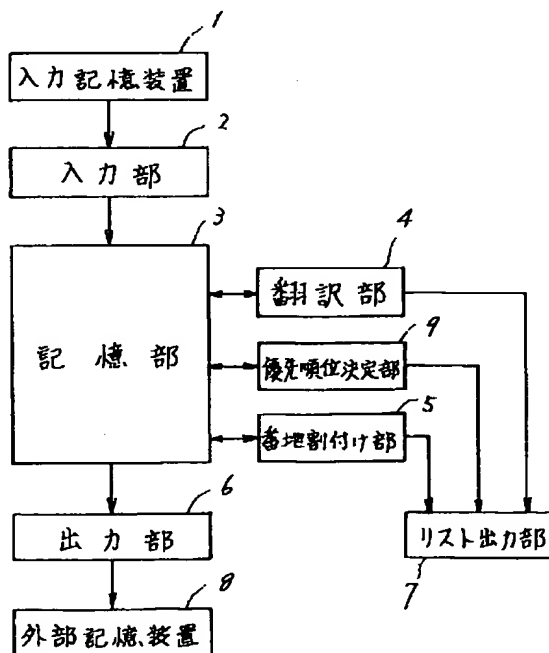 1
入力記憶装置
2
入力部
3
記憶部
4
翻訳部
9
優先順位決定部
5
番地割付け部
6
出力部
リスト出力部
7
8
外部記憶装置